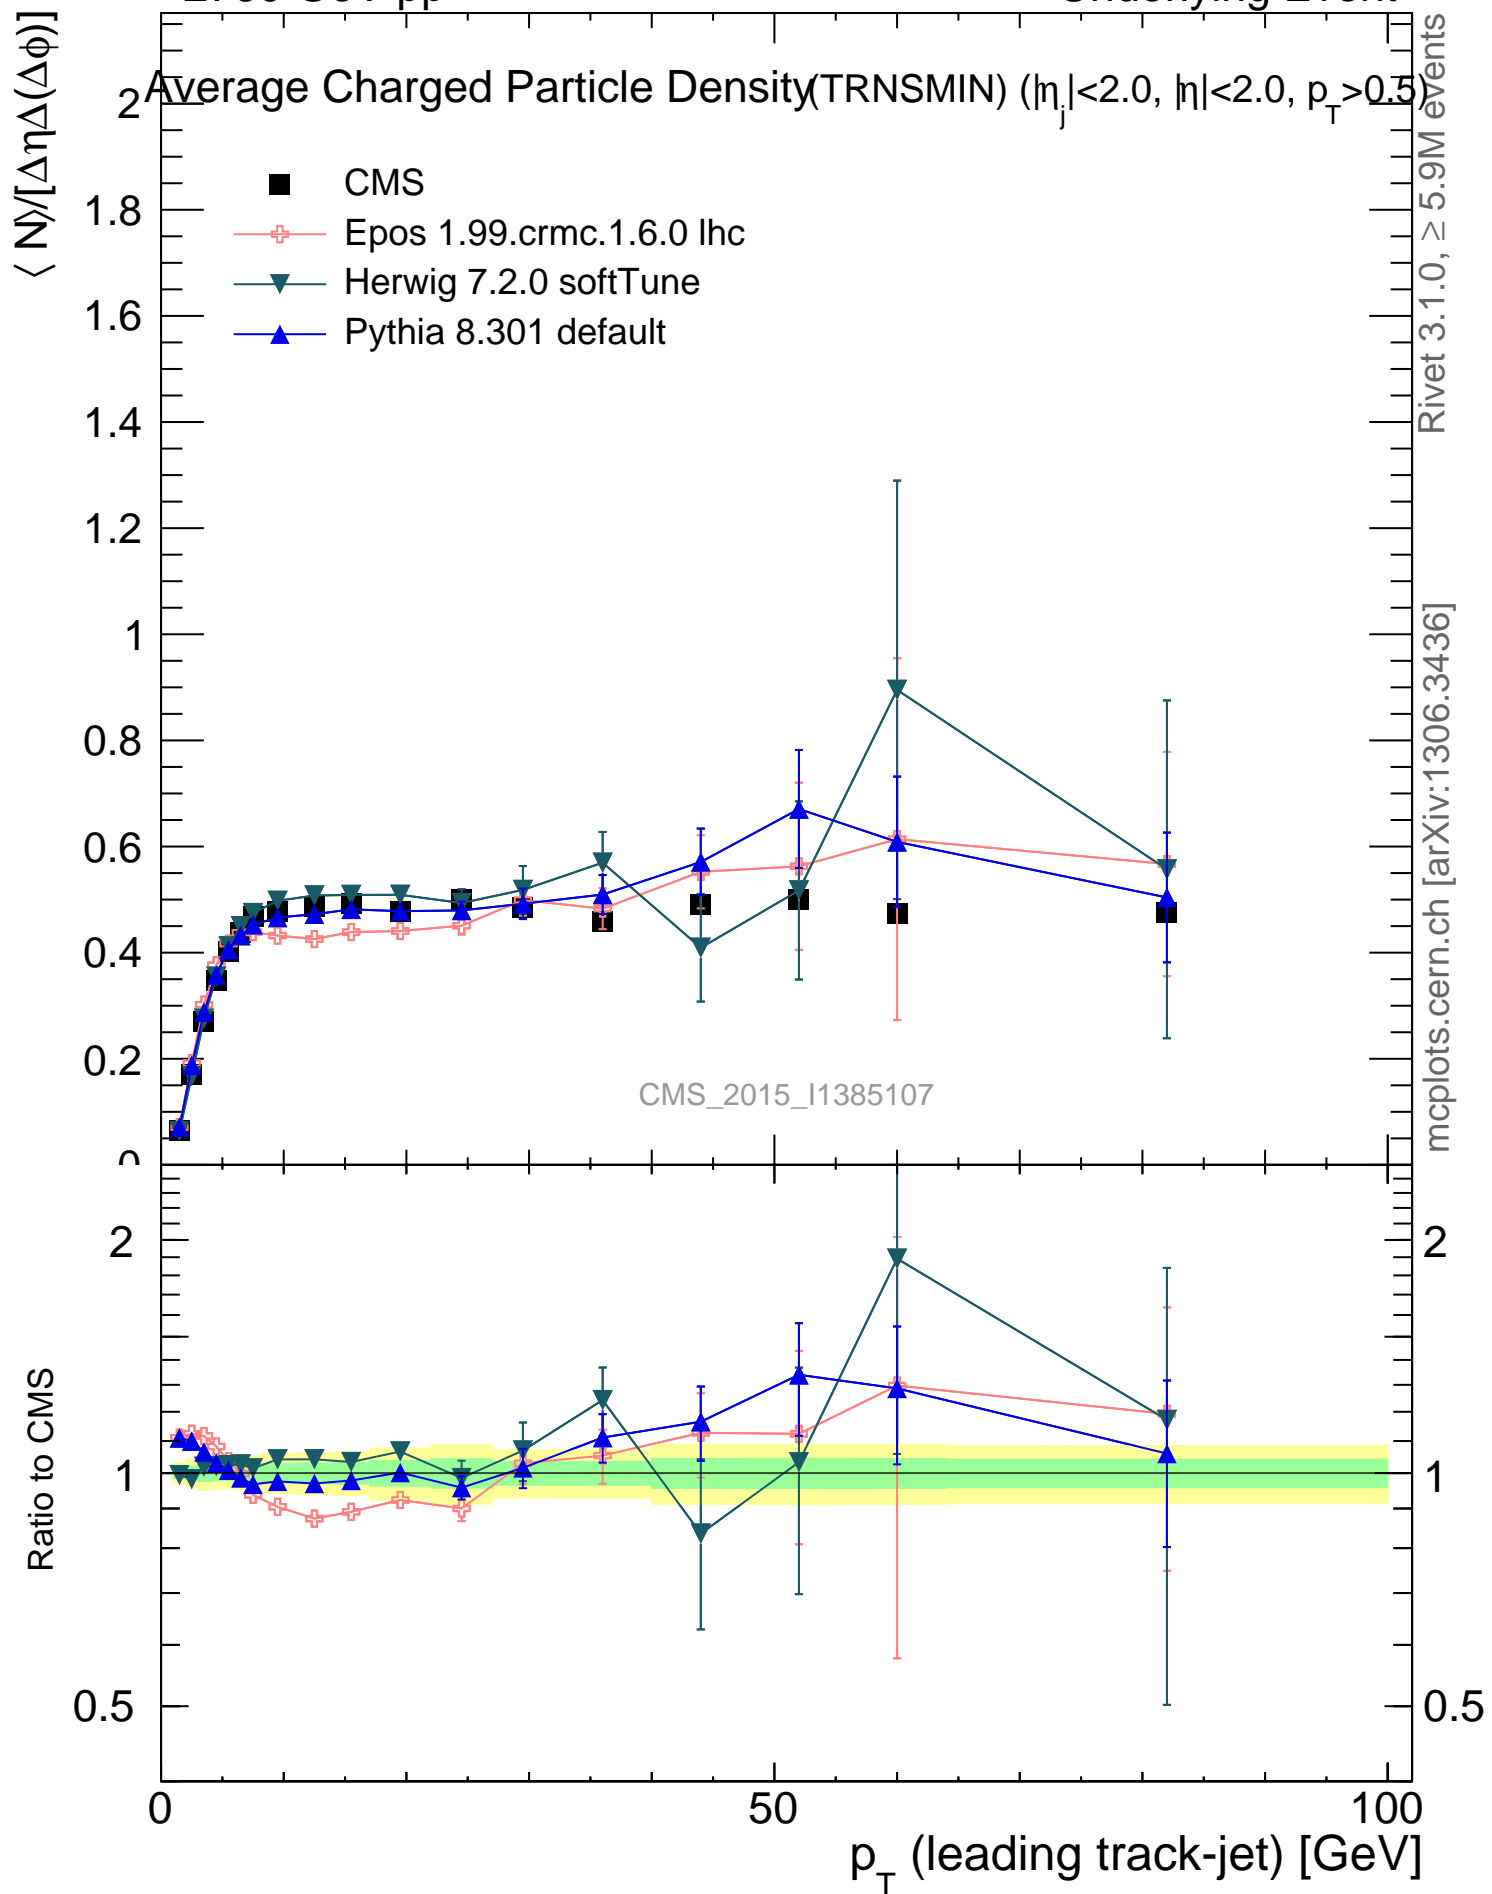 Average Charged Particle Density (TRNSMIN) (|η_j|<2.0, |η|<2.0, p_T>0.5)
⟨ N⟩/[ΔηΔ(Δϕ)]
CMS
Epos 1.99.crmc.1.6.0 lhc
Herwig 7.2.0 softTune
Pythia 8.301 default
2
1.8
1.6
1.4
1.2
1
0.8
0.6
0.4
0.2
0
CMS_2015_I1385107
Rivet 3.1.0, ≥ 5.9M events
mcplots.cern.ch [arXiv:1306.3436]
Ratio to CMS
2
1
0.5
2
1
0.5
0
50
100
p_T (leading track-jet) [GeV]